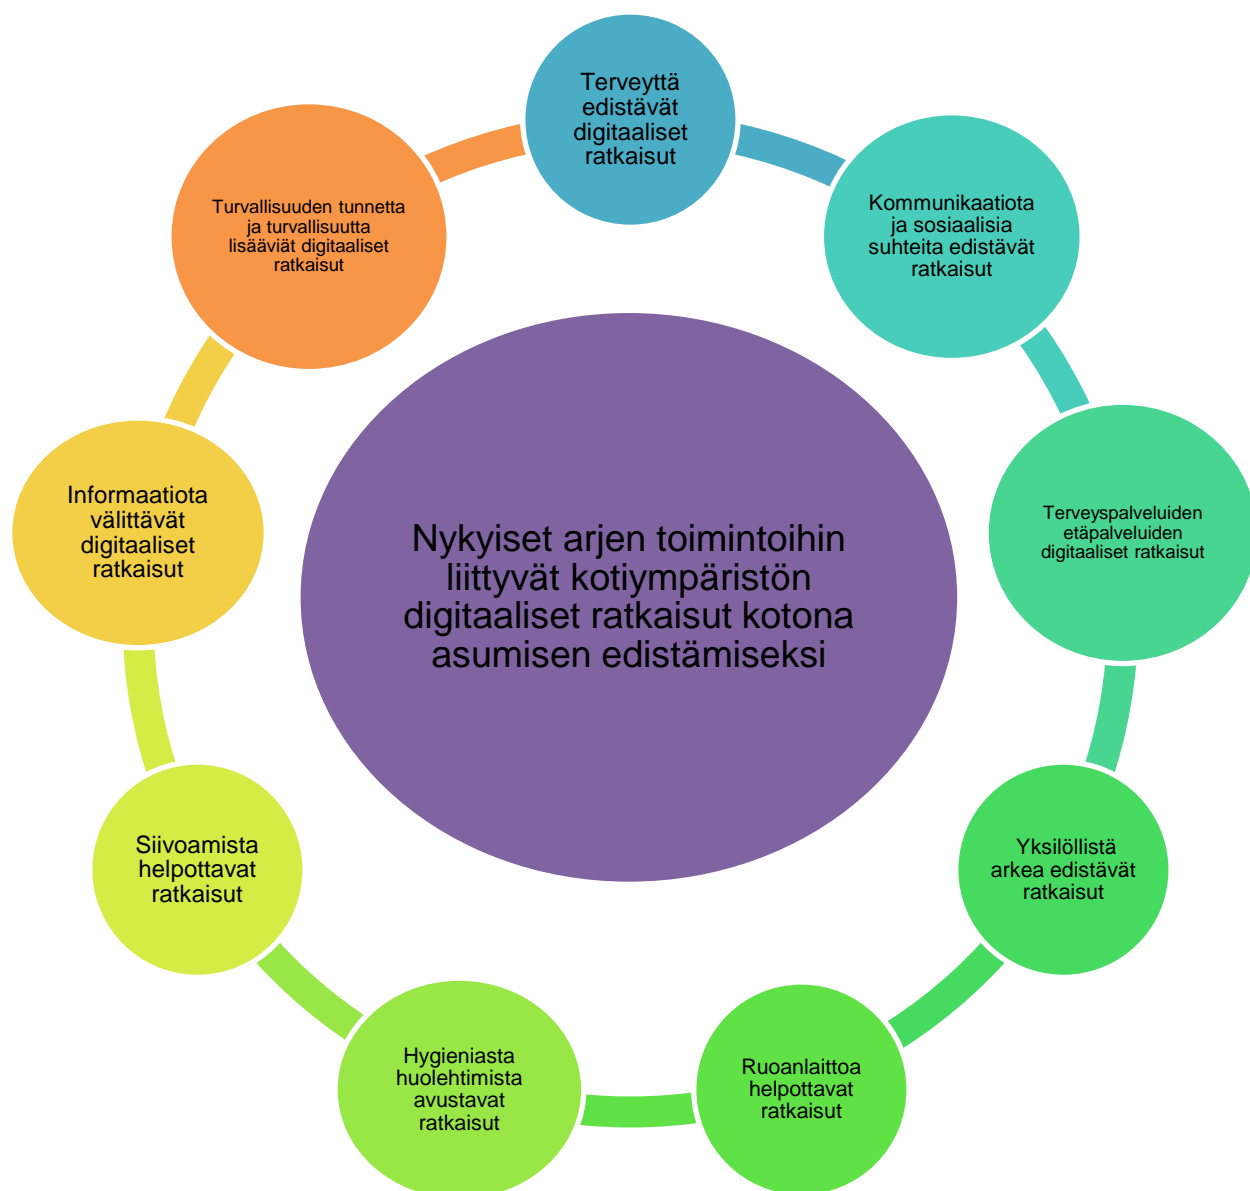 Terveyttä
edistävät
digitaaliset
ratkaisut
Kommunikaatiota
ja sosiaalisia
suhteita edistävät
ratkaisut
Terveyspalveluiden
etäpalveluiden
digitaaliset ratkaisut
Yksilöllistä
arkea edistävät
ratkaisut
Ruoanlaittoa
helpottavat
ratkaisut
Hygieniasta
huolehtimista
avustavat
ratkaisut
Siivoamista
helpottavat
ratkaisut
Informaatiota
välittävät
digitaaliset
ratkaisut
Turvallisuuden tunnetta
ja turvallisuutta
lisääviät digitaaliset
ratkaisut
Nykyiset arjen toimintoihin
liittyvät kotiympäristön
digitaaliset ratkaisut kotona
asumisen edistämiseksi